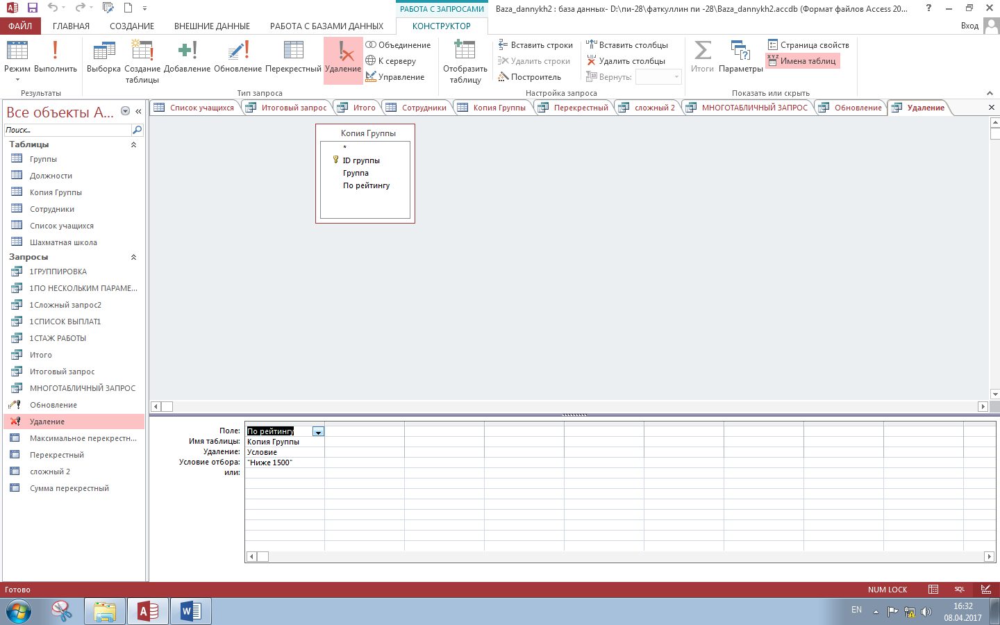 РАБОТА С ЗАПРОСАМИ
Baza_dannykh2 : база данных- D:\пи-28\фаткуллин пи -28\Baza_dannykh2.accdb (Формат файлов Access 20...
ФАЙЛ ГЛАВНАЯ СОЗДАНИЕ ВНЕШНИЕ ДАННЫЕ РАБОТА С БАЗАМИ ДАННЫХ КОНСТРУКТОР Вход
Режим Выполнить
Результаты
Выборка Создание таблицы Добавление Обновление Перекрестный Удаление
Объединение
К серверу
Управление
Тип запроса
Отобразить таблицу
Вставить строки
Удалить строки
Построитель
Вставить столбцы
Удалить столбцы
Вернуть:
Настройка запроса
Итоги Параметры
Страница свойств
Имена таблиц
Показать или скрыть
Список учащихся Итоговый запрос Итого Сотрудники Копия Группы Перекрестный сложный 2 МНОГОТАБЛИЧНЫЙ ЗАПРОС Обновление Удаление
Все объекты A...
Поиск...
Таблицы
Группы
Должности
Копия Группы
Сотрудники
Список учащихся
Шахматная школа
Запросы
1ГРУППИРОВКА
1ПО НЕСКОЛЬКИМ ПАРАМЕ...
1Сложный запрос2
1СПИСОК ВЫПЛАТ1
1СТАЖ РАБОТЫ
Итого
Итоговый запрос
МНОГОТАБЛИЧНЫЙ ЗАПРОС
Обновление
Удаление
Максимальное перекрестн...
Перекрестный
сложный 2
Сумма перекрестный
Копия Группы
*
ID группы
Группа
По рейтингу
Поле: По рейтингу
Имя таблицы: Копия Группы
Удаление: Условие
Условие отбора: "Ниже 1500"
или:
Готово
NUM LOCK
SQL
EN
16:32
08.04.2017